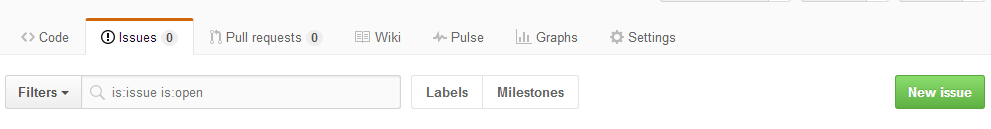 Code Issues 0 Pull requests 0 Wiki Pulse Graphs Settings
Filters is:issue is:open Labels Milestones New issue